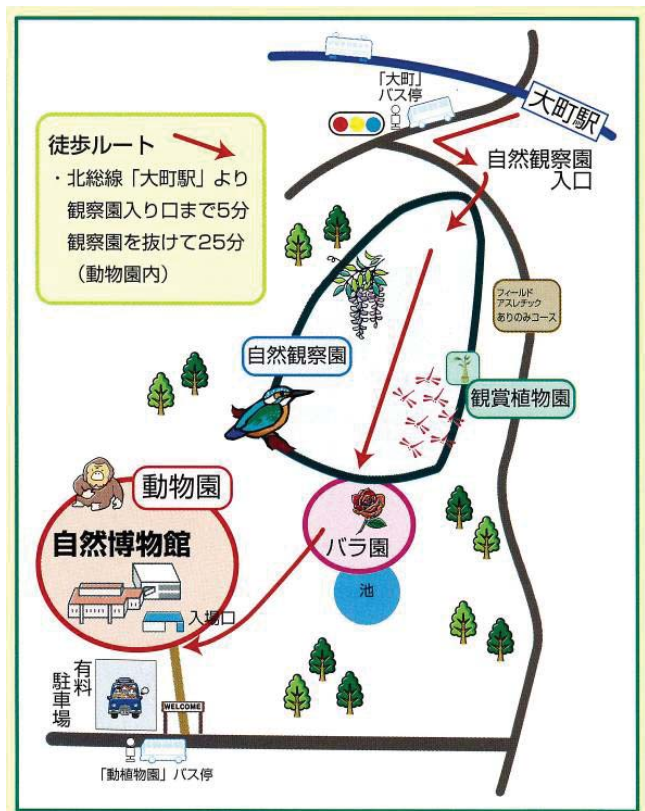 「大町」
バス停
大町駅
徒歩ルート
・北総線「大町駅」より
観察園入り口まで5分
観察園を抜けて25分
（動物園内）
自然観察園
入口
フィールド
アスレチック
ありのみコース
自然観察園
観賞植物園
動物園
自然博物館
バラ園
池
入場口
有料
駐車場
WELCOME
「動植物園」バス停